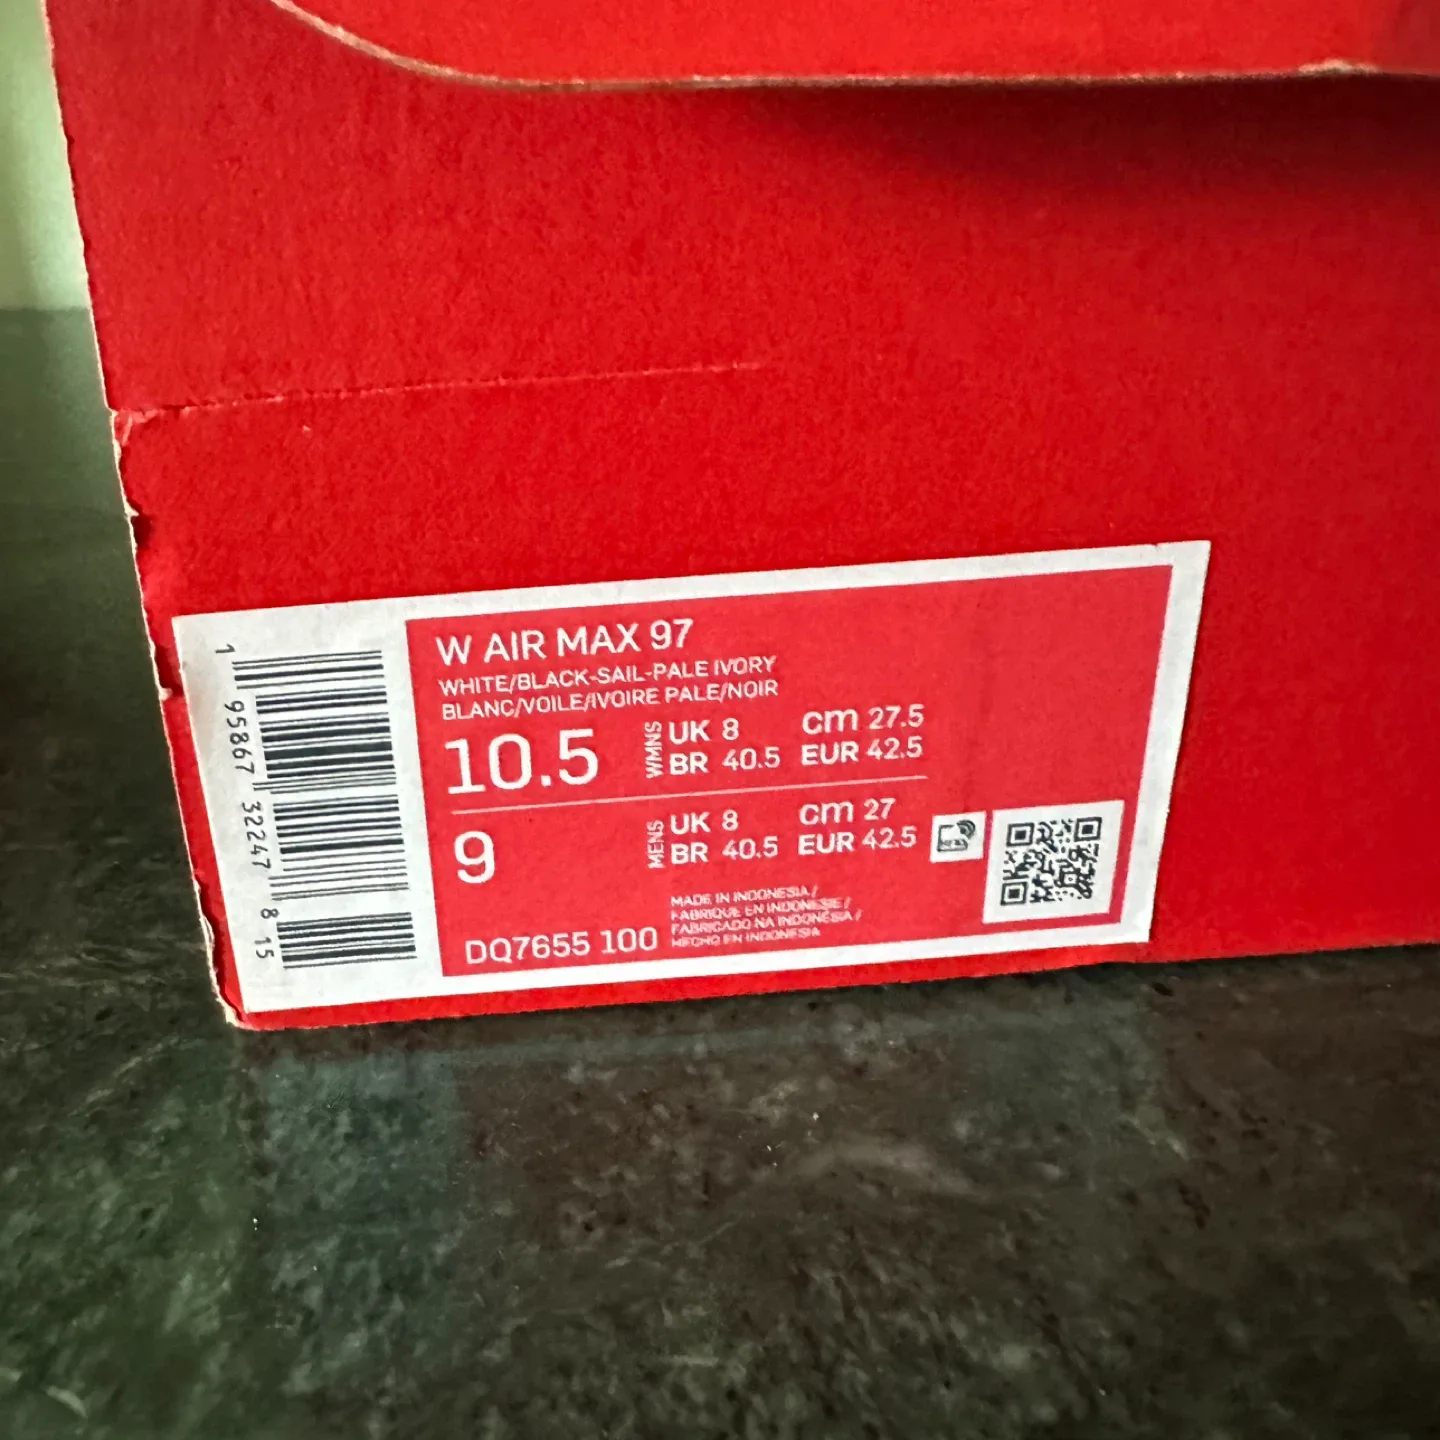 W AIR MAX 97
WHITE/BLACK-SAIL-PALE IVORY
BLANC/VOILE/IVOIRE PALE/NOIR
10.5
WMNS
UK 8 cm 27.5
BR 40.5 EUR 42.5
9
MENS
UK 8 cm 27
BR 40.5 EUR 42.5
DQ7655 100
MADE IN INDONESIA /
FABRIQUE EN INDONESIE /
FABRICADO NA INDONÉSIA /
HECHO EN INDONESIA
1 95867 32247 8 15